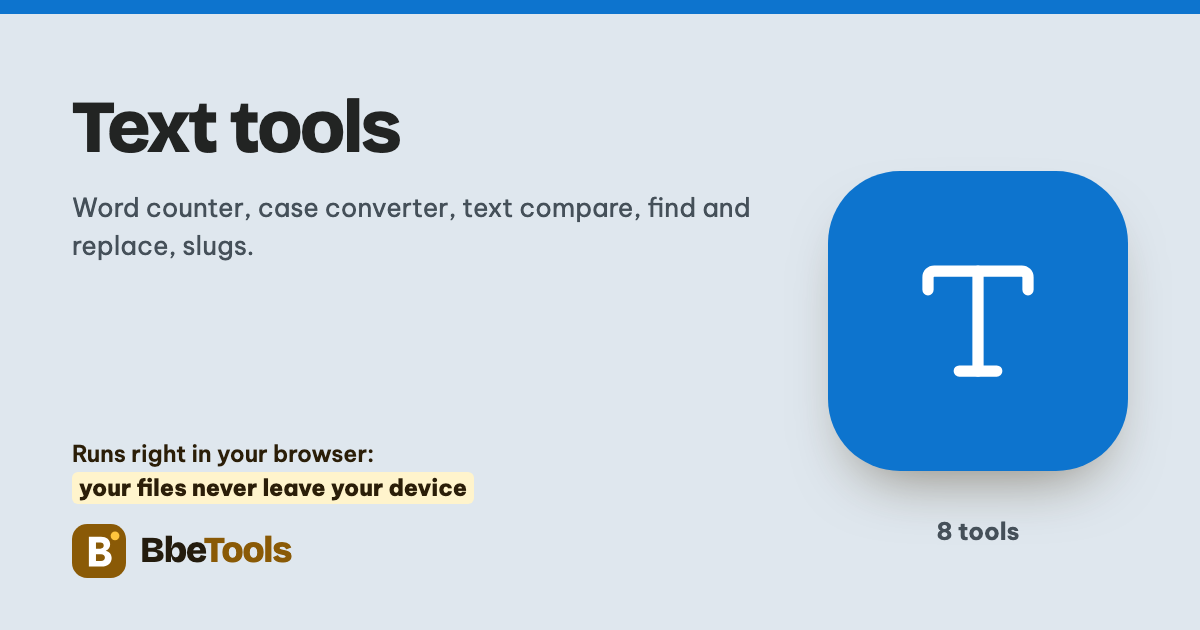 Text tools
Word counter, case converter, text compare, find and
replace, slugs.
T
8 tools
Runs right in your browser:
your files never leave your device
B BbeTools